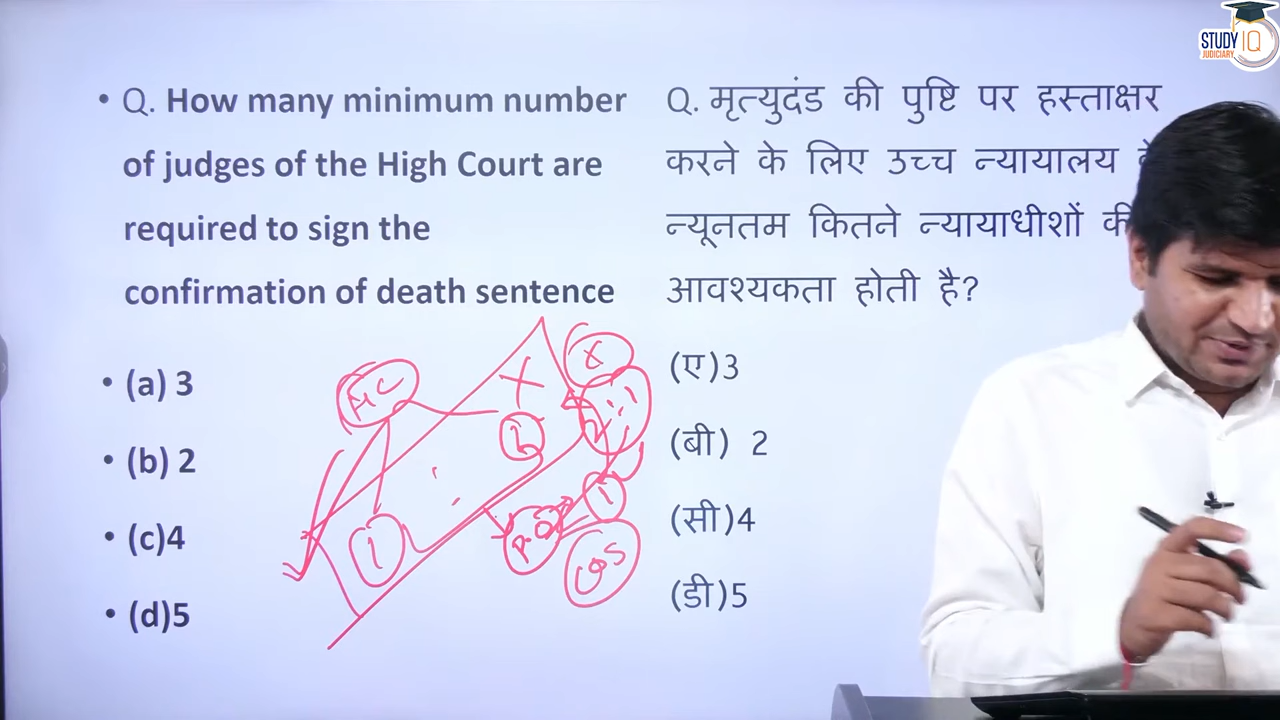 STUDY IQ
JUDICIARY
• Q. How many minimum number
of judges of the High Court are
required to sign the
confirmation of death sentence
• (a) 3
• (b) 2
• (c)4
• (d)5
Q. मृत्युदंड की पुष्टि पर हस्ताक्षर
करने के लिए उच्च न्यायालय
न्यूनतम कितने न्यायाधीशों की
आवश्यकता होती है?
(ए)3
(बी) 2
(सी)4
(डी)5
HC